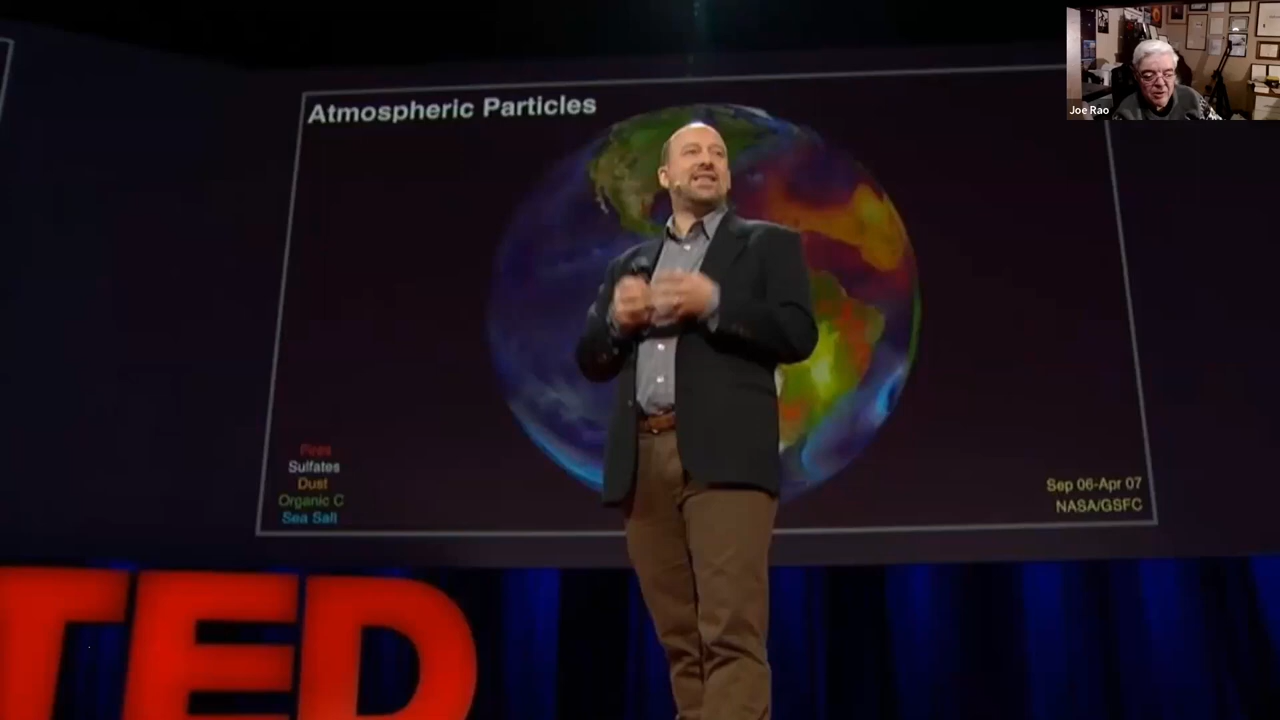 Atmospheric Particles
Joe Rao
Fires
Sulfates
Dust
Organic C
Sea Salt
Sep 06-Apr 07
NASA/GSFC
TED